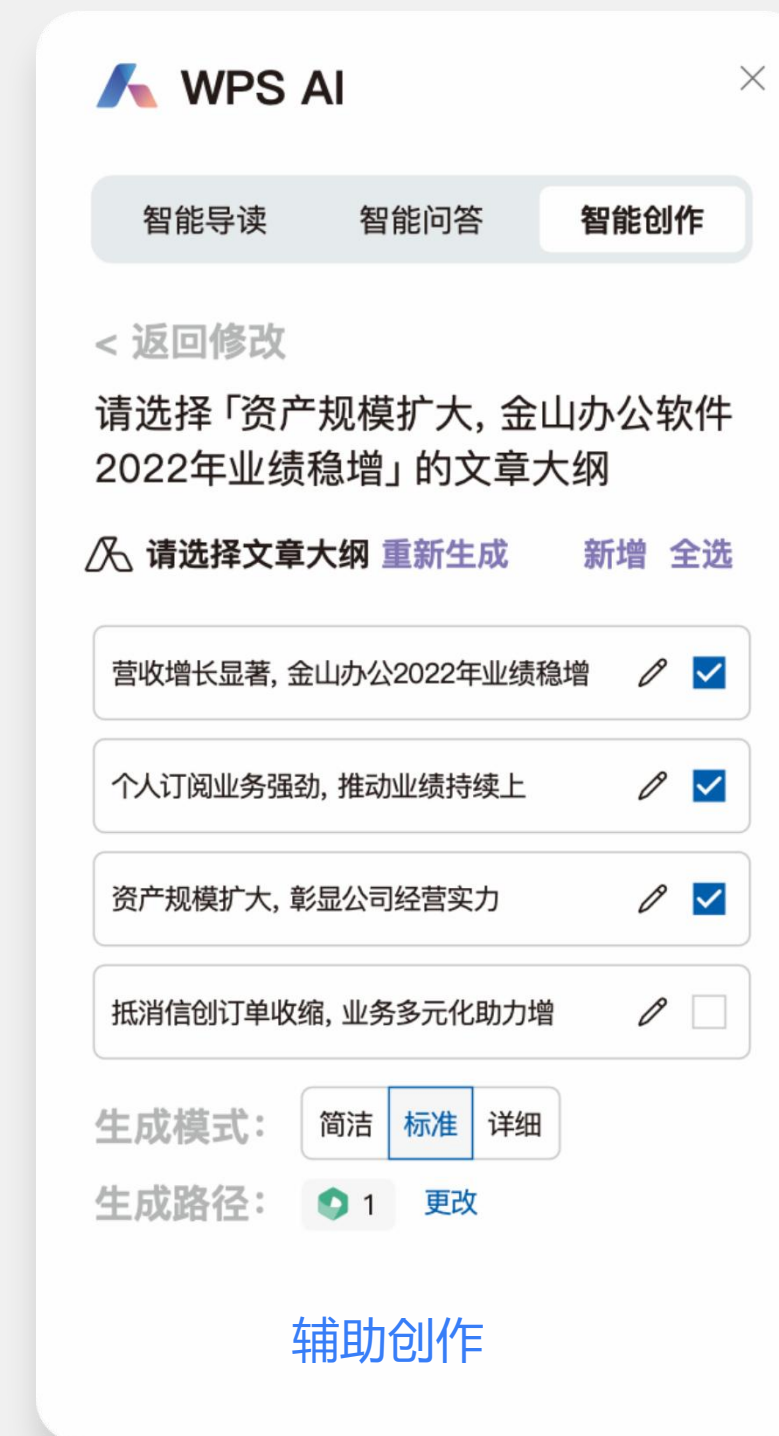 WPS AI
智能导读 智能问答 智能创作
< 返回修改
请选择「资产规模扩大, 金山办公软件
2022年业绩稳增」的文章大纲
请选择文章大纲 重新生成 新增 全选
营收增长显著, 金山办公2022年业绩稳增
个人订阅业务强劲, 推动业绩持续上
资产规模扩大, 彰显公司经营实力
抵消信创订单收缩, 业务多元化助力增
生成模式: 简洁 标准 详细
生成路径: 1 更改
辅助创作